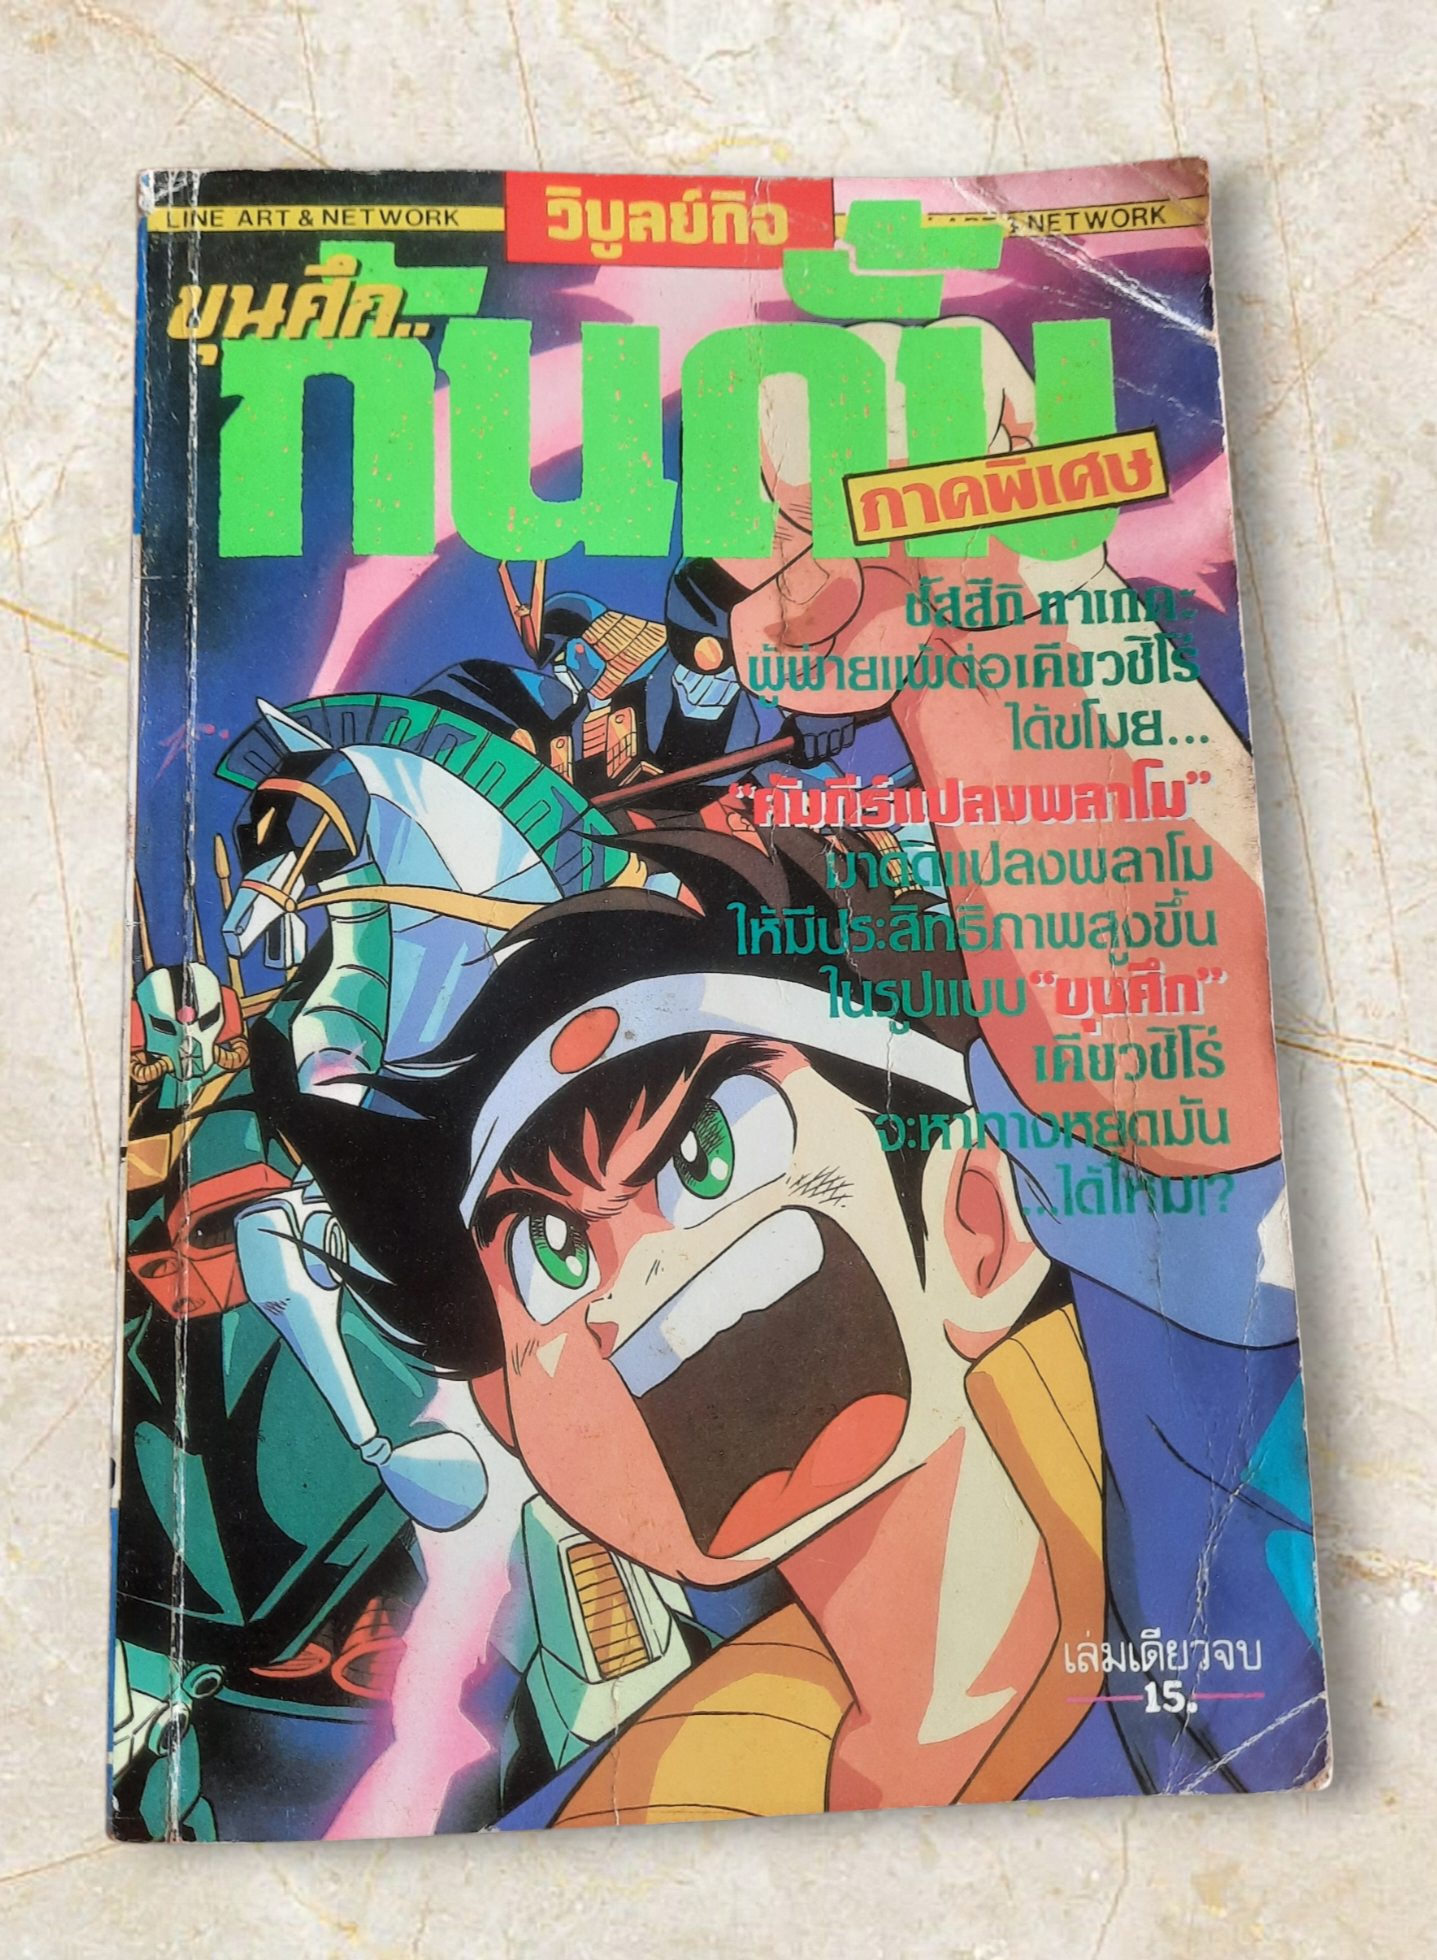 วิบูลย์กิจ
LINE ART & NETWORK
NETWORK
ขุนศึก..
กันดั้ม
ภาคพิเศษ
ซัสสึกิ ทาเกดะ
ผู้พ่ายแพ้ต่อเคียวชิโร่
ได้ขโมย...
“คัมภีร์แปลงพลาโม”
มาดัดแปลงพลาโม
ให้มีประสิทธิภาพสูงขึ้น
ในรูปแบบ “ขุนศึก”
เคียวชิโร่
จะหาทางหยุดมัน
...ได้ไหม!?
เล่มเดียวจบ
15.